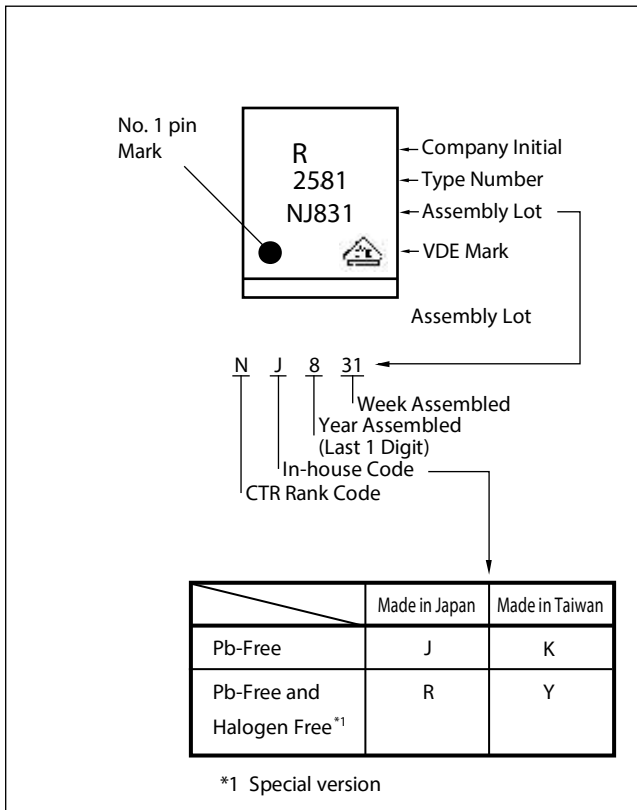 No. 1 pin
Mark
R
2581
NJ831
Company Initial
Type Number
Assembly Lot
VDE Mark
Assembly Lot
N J 8 31
Week Assembled
Year Assembled
(Last 1 Digit)
In-house Code
CTR Rank Code
Made in Japan Made in Taiwan
Pb-Free J K
Pb-Free and R Y
Halogen Free*1
*1 Special version